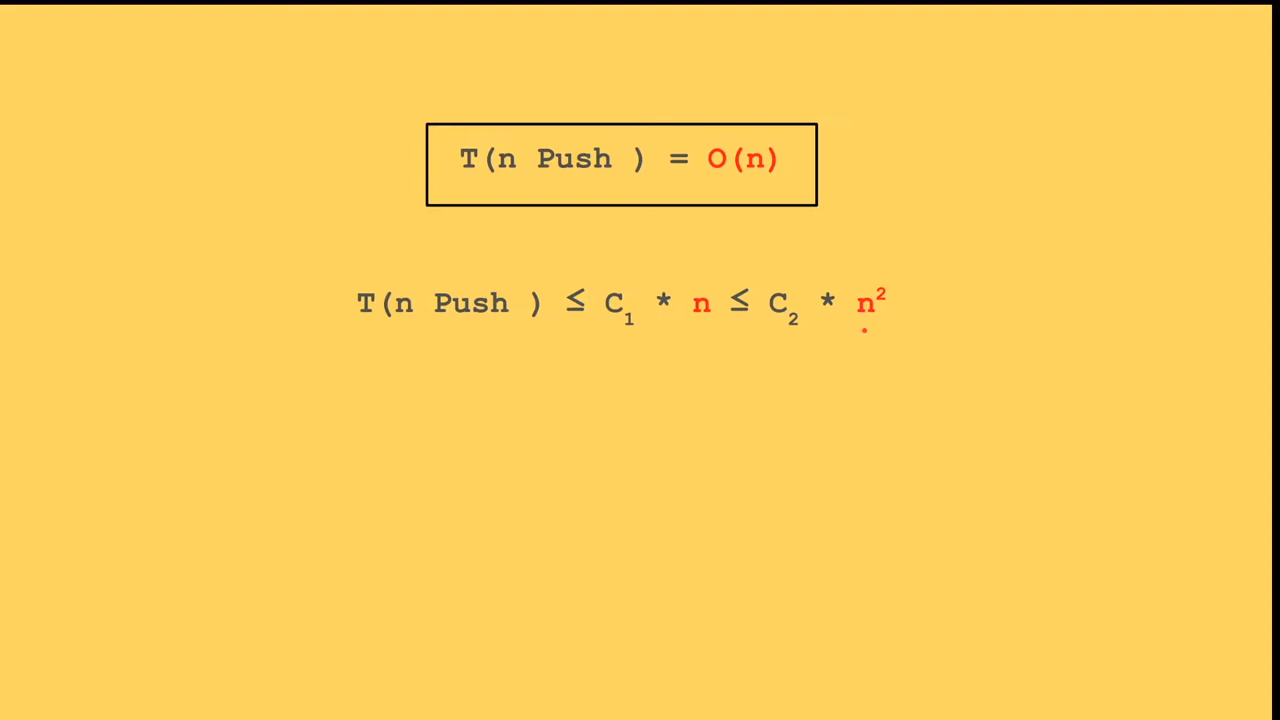 T(n Push ) = O(n)
T(n Push ) ≤ C₁ * n ≤ C₂ * n²